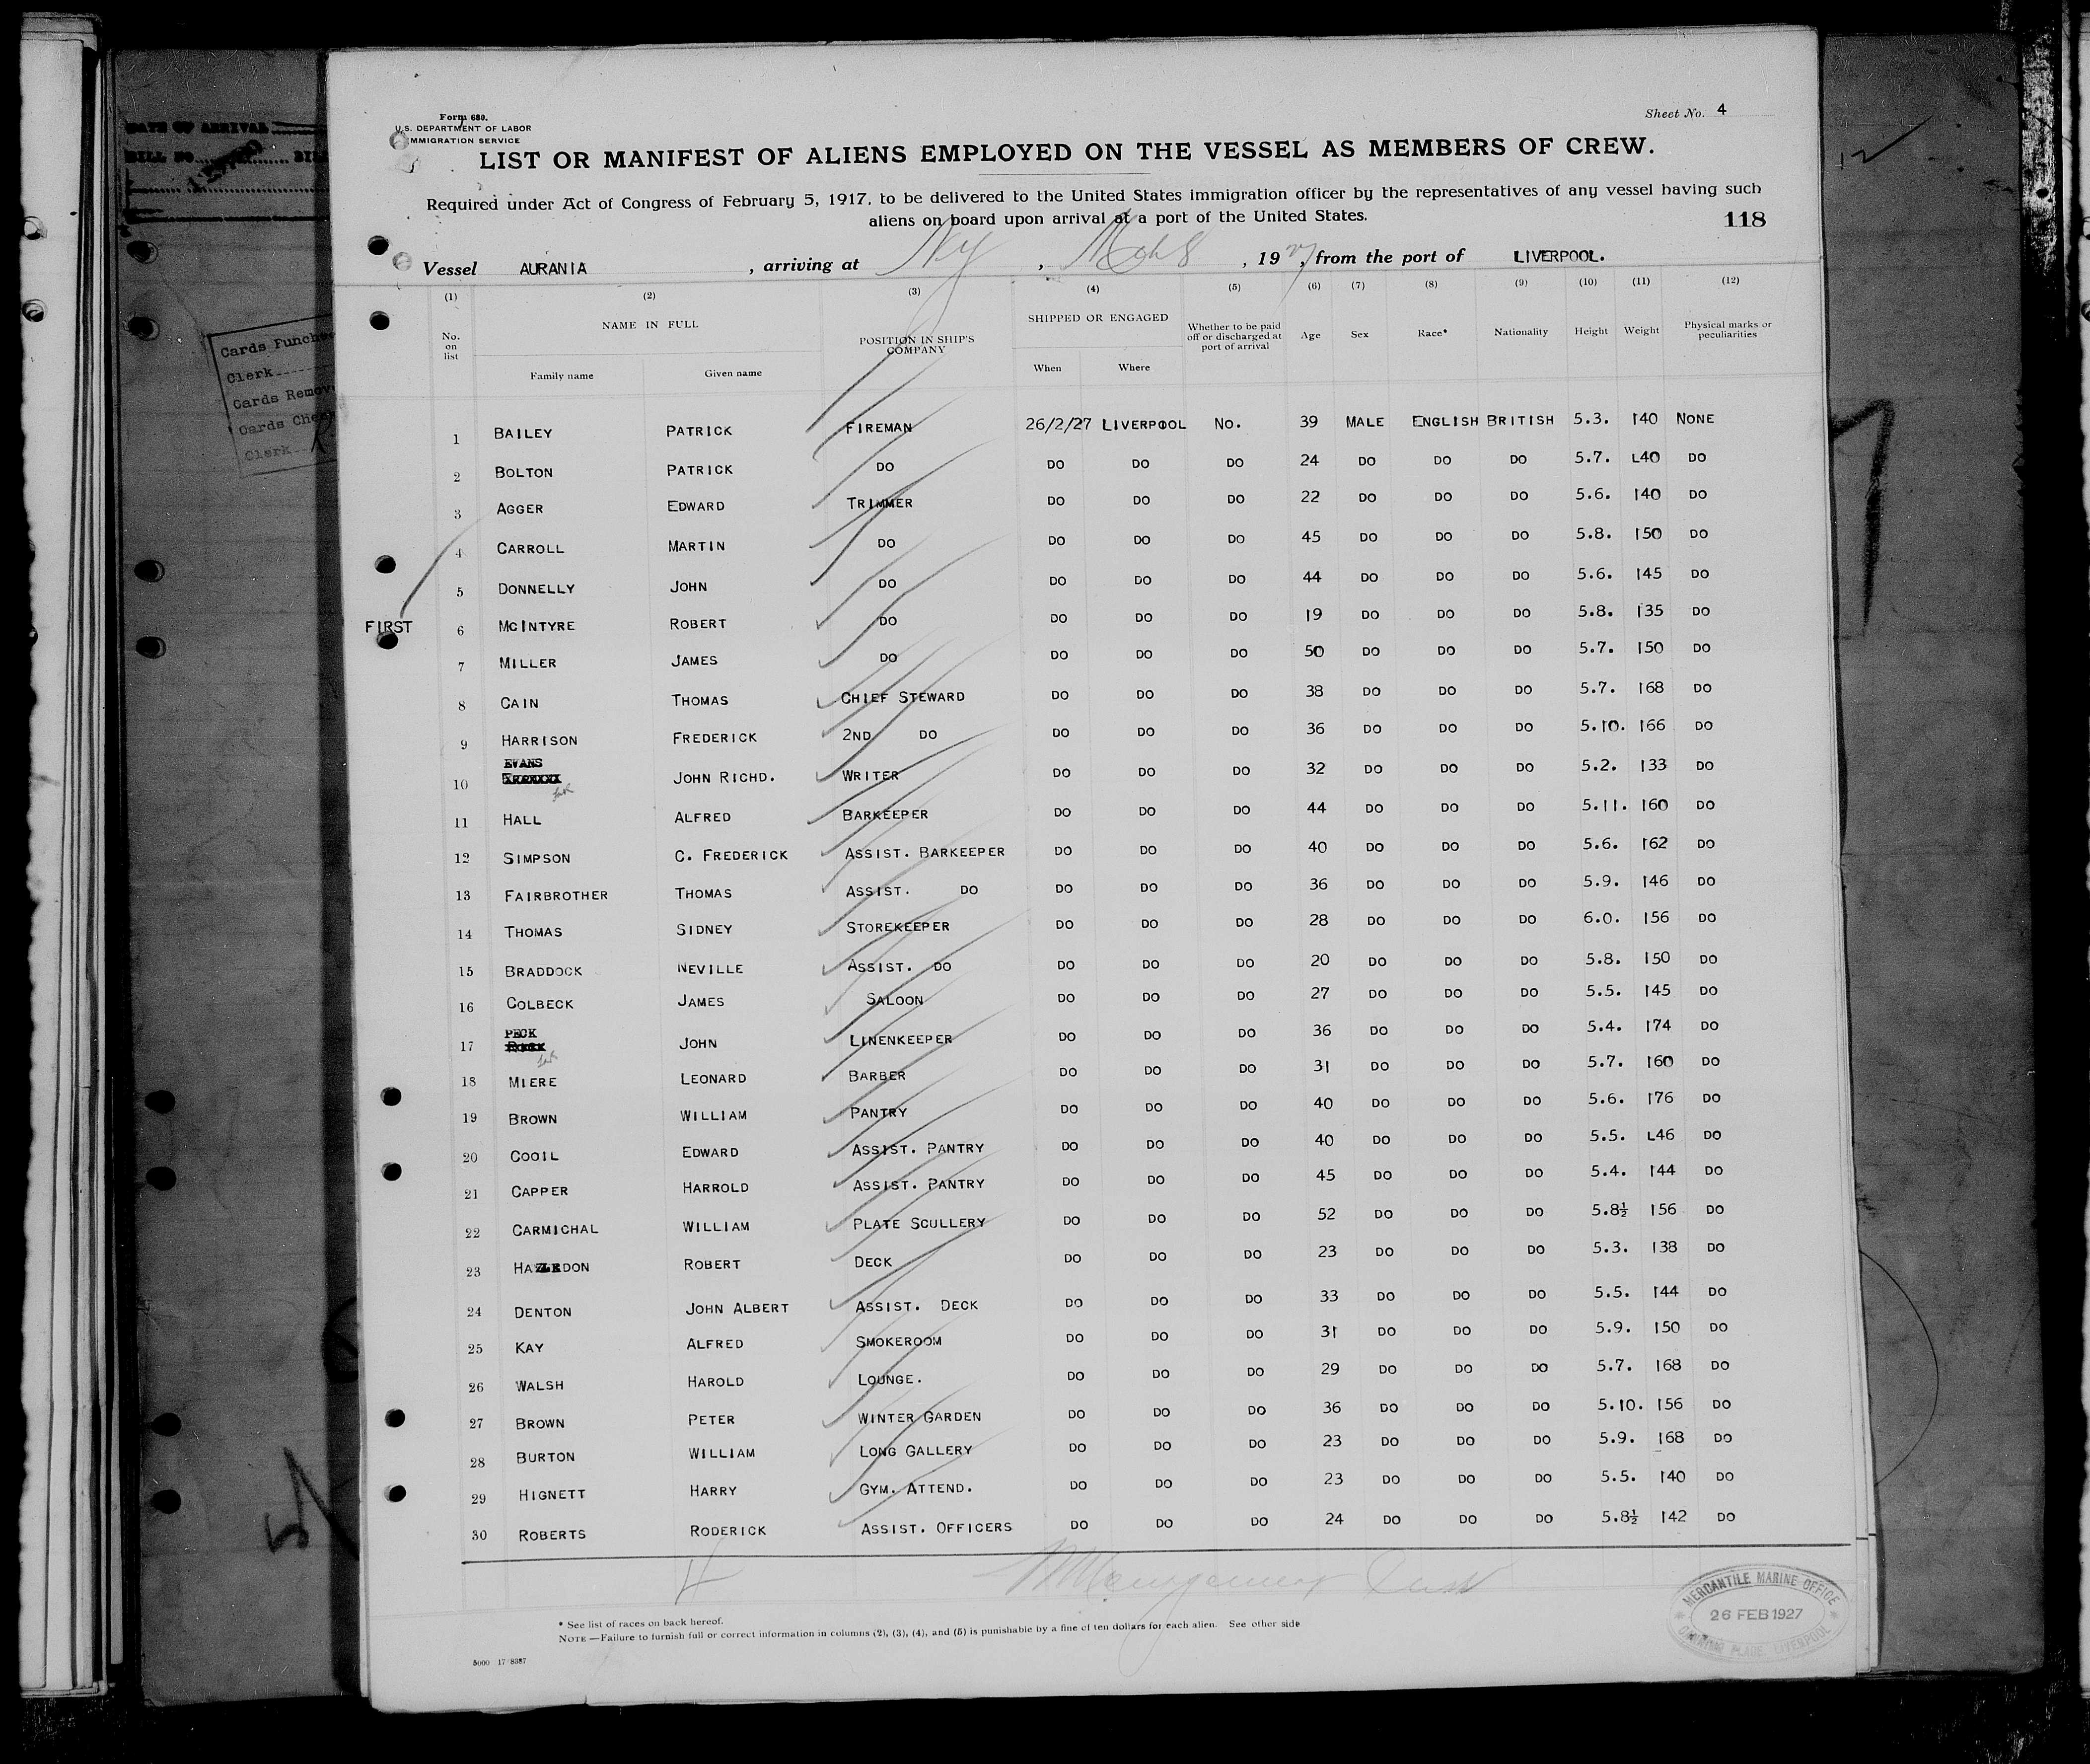 Form 680.
U.S. DEPARTMENT OF LABOR
IMMIGRATION SERVICE
Sheet No. 4
LIST OR MANIFEST OF ALIENS EMPLOYED ON THE VESSEL AS MEMBERS OF CREW.
Required under Act of Congress of February 5, 1917, to be delivered to the United States immigration officer by the representatives of any vessel having such
aliens on board upon arrival at a port of the United States.
118
Vessel AURANIA , arriving at NY , Mch 8 , 1927, from the port of LIVERPOOL.
(1) (2) (3) (4) (5) (6) (7) (8) (9) (10) (11) (12)
No. on list NAME IN FULL Family name Given name POSITION IN SHIP'S COMPANY SHIPPED OR ENGAGED When Where Whether to be paid off or discharged at port of arrival Age Sex Race* Nationality Height Weight Physical marks or peculiarities
1 BAILEY PATRICK FIREMAN 26/2/27 LIVERPOOL NO. 39 MALE ENGLISH BRITISH 5.3. 140 NONE
2 BOLTON PATRICK DO DO DO DO 24 DO DO DO 5.7. L40 DO
3 AGGER EDWARD TRIMMER DO DO DO 22 DO DO DO 5.6. 140 DO
4 CARROLL MARTIN DO DO DO DO 45 DO DO DO 5.8. 150 DO
5 DONNELLY JOHN DO DO DO DO 44 DO DO DO 5.6. 145 DO
FIRST 6 MCINTYRE ROBERT DO DO DO DO 19 DO DO DO 5.8. 135 DO
7 MILLER JAMES DO DO DO DO 50 DO DO DO 5.7. 150 DO
8 CAIN THOMAS CHIEF STEWARD DO DO DO 38 DO DO DO 5.7. 168 DO
9 HARRISON FREDERICK 2ND DO DO DO DO 36 DO DO DO 5.10. 166 DO
10 EVANS JOHN RICHD. WRITER DO DO DO 32 DO DO DO 5.2. 133 DO
11 HALL ALFRED BARKEEPER DO DO DO 44 DO DO DO 5.11. 160 DO
12 SIMPSON C. FREDERICK ASSIST. BARKEEPER DO DO DO 40 DO DO DO 5.6. 162 DO
13 FAIRBROTHER THOMAS ASSIST. DO DO DO DO 36 DO DO DO 5.9. 146 DO
14 THOMAS SIDNEY STOREKEEPER DO DO DO 28 DO DO DO 6.0. 156 DO
15 BRADDOCK NEVILLE ASSIST. DO DO DO DO 20 DO DO DO 5.8. 150 DO
16 COLBECK JAMES SALOON DO DO DO 27 DO DO DO 5.5. 145 DO
17 PECK JOHN LINENKEEPER DO DO DO 36 DO DO DO 5.4. 174 DO
18 MIERE LEONARD BARBER DO DO DO 31 DO DO DO 5.7. 160 DO
19 BROWN WILLIAM PANTRY DO DO DO 40 DO DO DO 5.6. 176 DO
20 COOIL EDWARD ASSIST. PANTRY DO DO DO 40 DO DO DO 5.5. L46 DO
21 CAPPER HARROLD ASSIST. PANTRY DO DO DO 45 DO DO DO 5.4. 144 DO
22 CARMICHAL WILLIAM PLATE SCULLERY DO DO DO 52 DO DO DO 5.8½ 156 DO
23 HAZLEDON ROBERT DECK DO DO DO 23 DO DO DO 5.3. 138 DO
24 DENTON JOHN ALBERT ASSIST. DECK DO DO DO 33 DO DO DO 5.5. 144 DO
25 KAY ALFRED SMOKEROOM DO DO DO 31 DO DO DO 5.9. 150 DO
26 WALSH HAROLD LOUNGE. DO DO DO 29 DO DO DO 5.7. 168 DO
27 BROWN PETER WINTER GARDEN DO DO DO 36 DO DO DO 5.10. 156 DO
28 BURTON WILLIAM LONG GALLERY DO DO DO 23 DO DO DO 5.9. 168 DO
29 HIGNETT HARRY GYM. ATTEND. DO DO DO 23 DO DO DO 5.5. 140 DO
30 ROBERTS RODERICK ASSIST. OFFICERS DO DO DO 24 DO DO DO 5.8½ 142 DO
* See list of races on back hereof.
NOTE—Failure to furnish full or correct information in columns (2), (3), (4), and (5) is punishable by a fine of ten dollars for each alien. See other side
5000 17 8387
MERCANTILE MARINE OFFICE
26 FEB 1927
PLACE, LIVERPOOL
DATE OF ARRIVAL
BILL NO
Cards Punche
Clerk
Cards Remov
Cards Che
Clerk